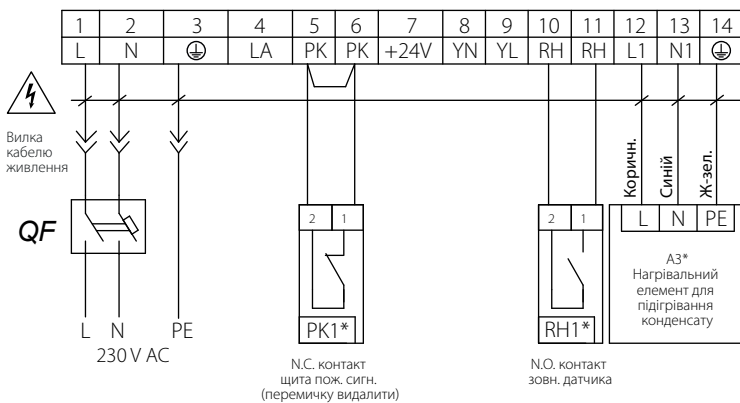 1 2 3 4 5 6 7 8 9 10 11 12 13 14
L N LA PK PK +24V YN YL RH RH L1 N1
Вилка
кабелю
живлення
Коричн.
Синій
Ж-зел.
QF
2 1
2 1
L N PE
A3*
Нагрівальний
елемент для
підігрівання
конденсату
L N PE
230 V AC
PK1*
RH1*
N.C. контакт
щита пож. сигн.
(перемичку видалити)
N.O. контакт
зовн. датчика